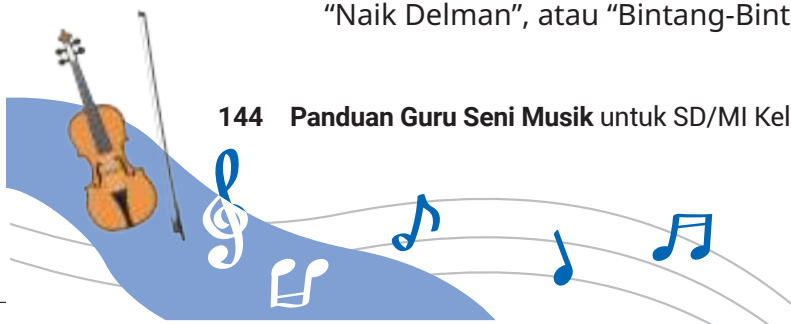 “Naik Delman”, atau “Bintang-Bint
144 Panduan Guru Seni Musik untuk SD/MI Kel